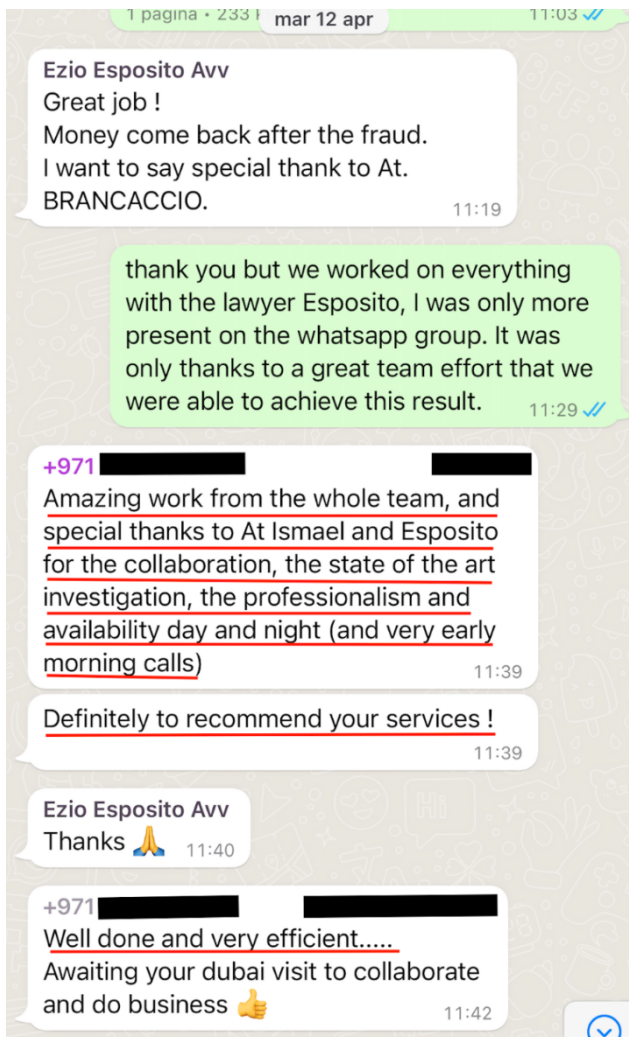 1 pagina • 233
mar 12 apr
11:03
Ezio Esposito Avv
Great job !
Money come back after the fraud.
I want to say special thank to At.
BRANCACCIO.
11:19
thank you but we worked on everything
with the lawyer Esposito, I was only more
present on the whatsapp group. It was
only thanks to a great team effort that we
were able to achieve this result.
11:29
+971
Amazing work from the whole team, and
special thanks to At Ismael and Esposito
for the collaboration, the state of the art
investigation, the professionalism and
availability day and night (and very early
morning calls)
11:39
Definitely to recommend your services !
11:39
Ezio Esposito Avv
Thanks 🙏
11:40
+971
Well done and very efficient.....
Awaiting your dubai visit to collaborate
and do business 👍
11:42